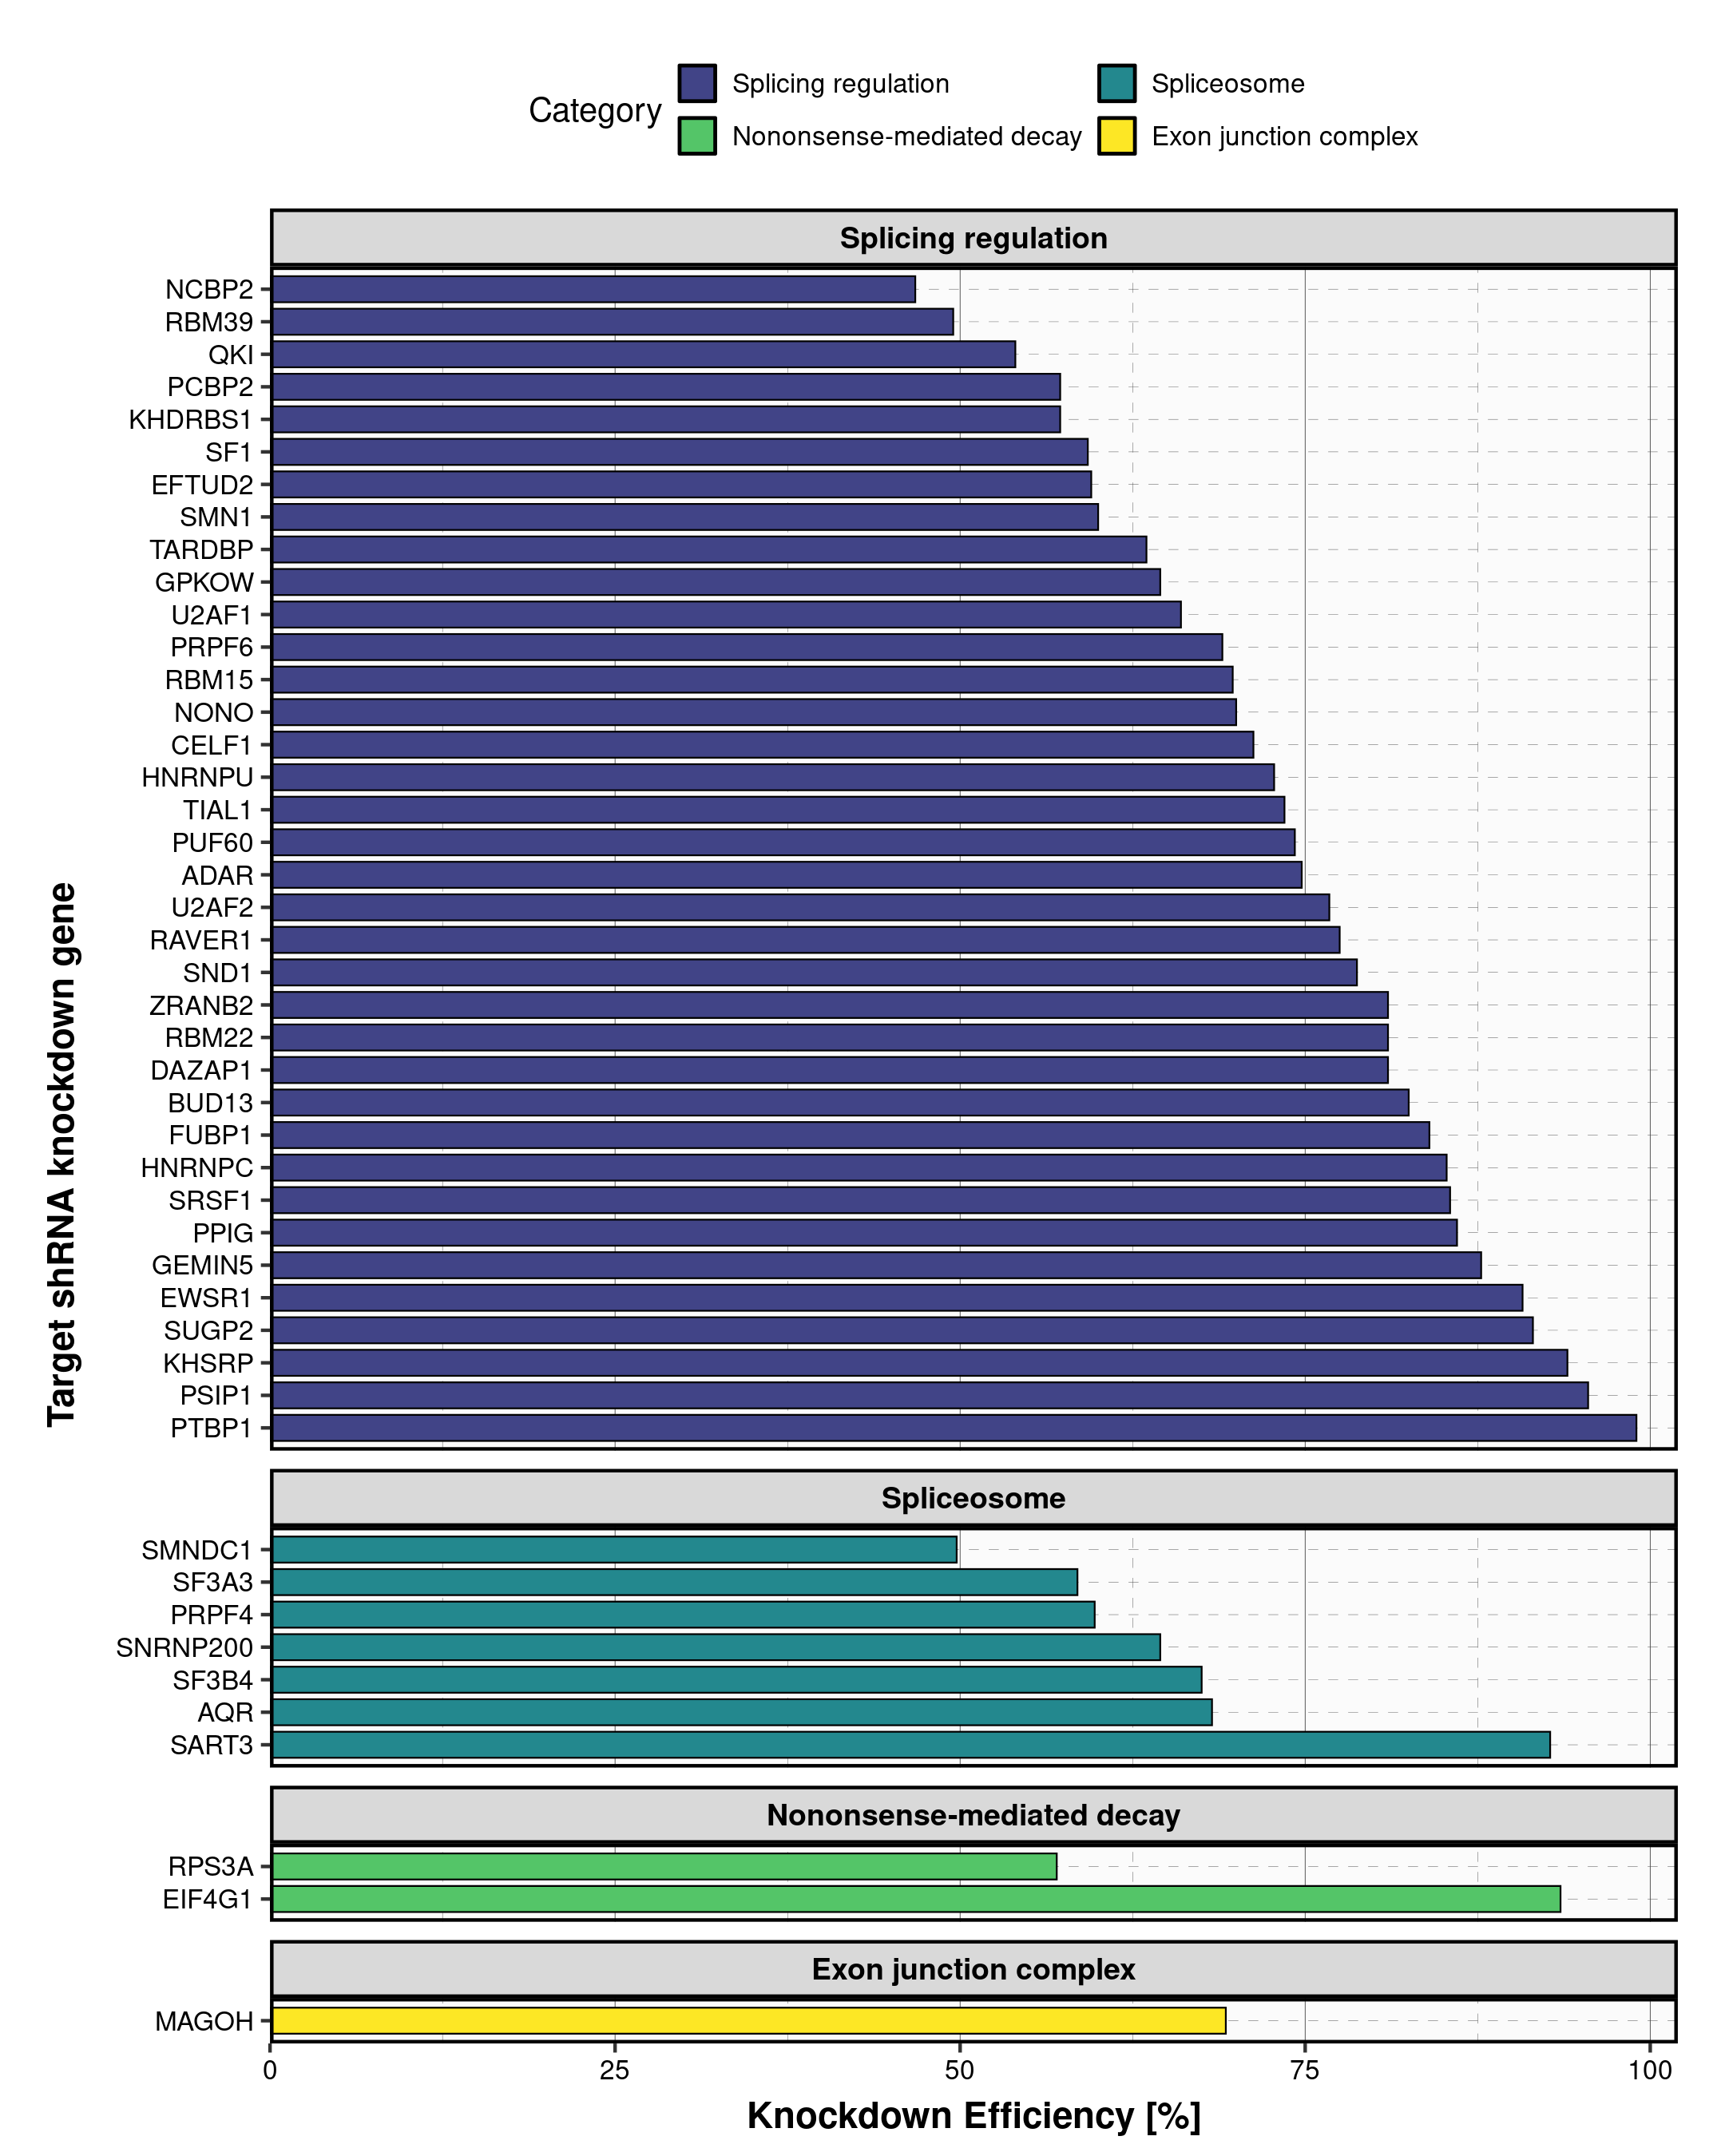 Category
Splicing regulation
Spliceosome
Nononsense-mediated decay
Exon junction complex
Splicing regulation
NCBP2
RBM39
QKI
PCBP2
KHDRBS1
SF1
EFTUD2
SMN1
TARDBP
GPKOW
U2AF1
PRPF6
RBM15
NONO
CELF1
HNRNPU
TIAL1
PUF60
ADAR
U2AF2
RAVER1
SND1
ZRANB2
RBM22
DAZAP1
BUD13
FUBP1
HNRNPC
SRSF1
PPIG
GEMIN5
EWSR1
SUGP2
KHSRP
PSIP1
PTBP1
Spliceosome
SMNDC1
SF3A3
PRPF4
SNRNP200
SF3B4
AQR
SART3
Nononsense-mediated decay
RPS3A
EIF4G1
Exon junction complex
MAGOH
0 25 50 75 100
Knockdown Efficiency [%]
Target shRNA knockdown gene